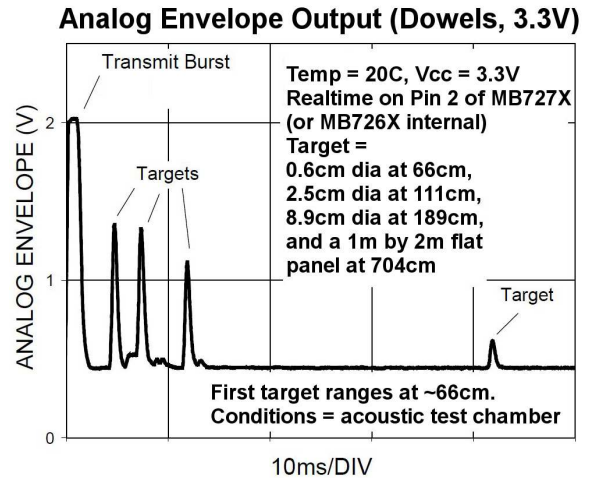 Analog Envelope Output (Dowels, 3.3V)
Transmit Burst
Temp = 20C, Vcc = 3.3V
Realtime on Pin 2 of MB727X
(or MB726X internal)
Target =
0.6cm dia at 66cm,
2.5cm dia at 111cm,
8.9cm dia at 189cm,
and a 1m by 2m flat
panel at 704cm
Targets
Target
First target ranges at ~66cm.
Conditions = acoustic test chamber
ANALOG ENVELOPE (V)
2
1
0
10ms/DIV